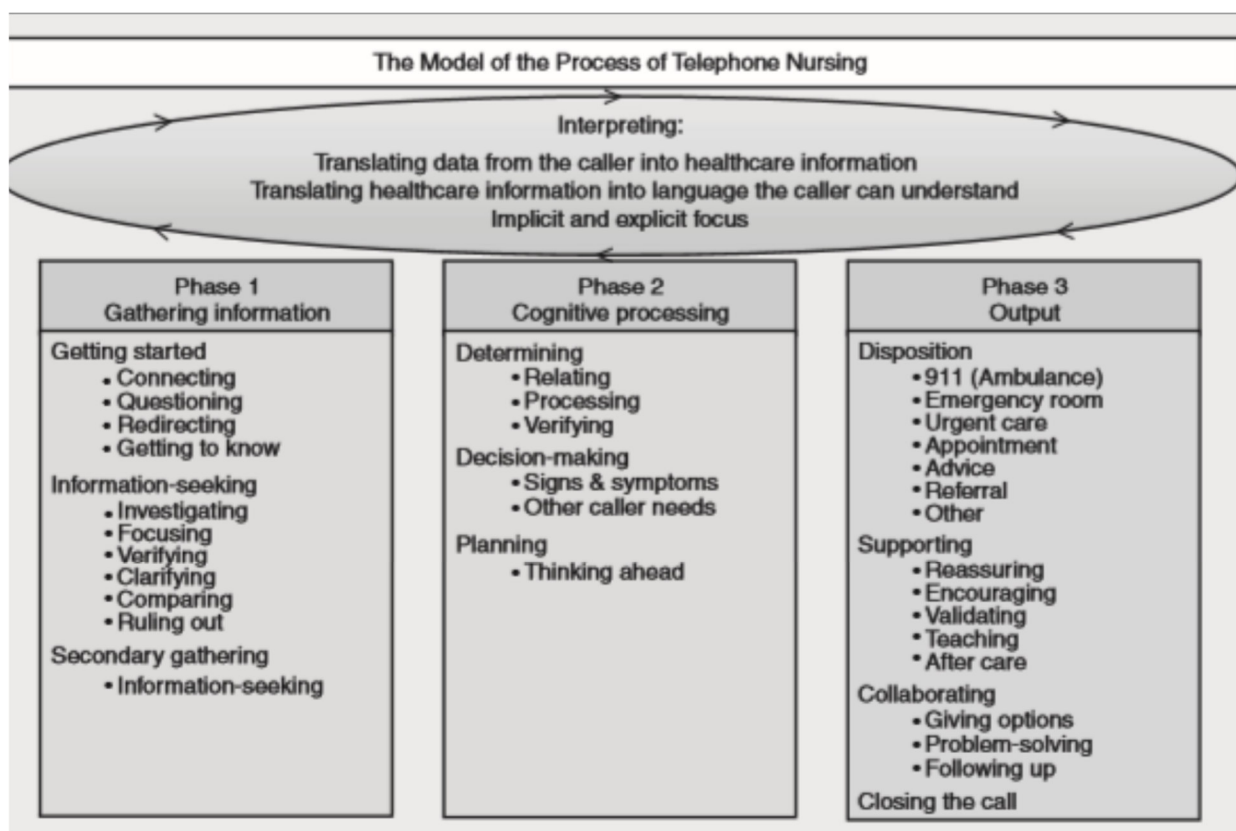 The Model of the Process of Telephone Nursing
Interpreting:
Translating data from the caller into healthcare information
Translating healthcare information into language the caller can understand
Implicit and explicit focus
Phase 1
Gathering information
Getting started
• Connecting
• Questioning
• Redirecting
• Getting to know
Information-seeking
• Investigating
• Focusing
• Verifying
• Clarifying
• Comparing
• Ruling out
Secondary gathering
• Information-seeking
Phase 2
Cognitive processing
Determining
• Relating
• Processing
• Verifying
Decision-making
• Signs & symptoms
• Other caller needs
Planning
• Thinking ahead
Phase 3
Output
Disposition
• 911 (Ambulance)
• Emergency room
• Urgent care
• Appointment
• Advice
• Referral
• Other
Supporting
• Reassuring
• Encouraging
• Validating
• Teaching
• After care
Collaborating
• Giving options
• Problem-solving
• Following up
Closing the call